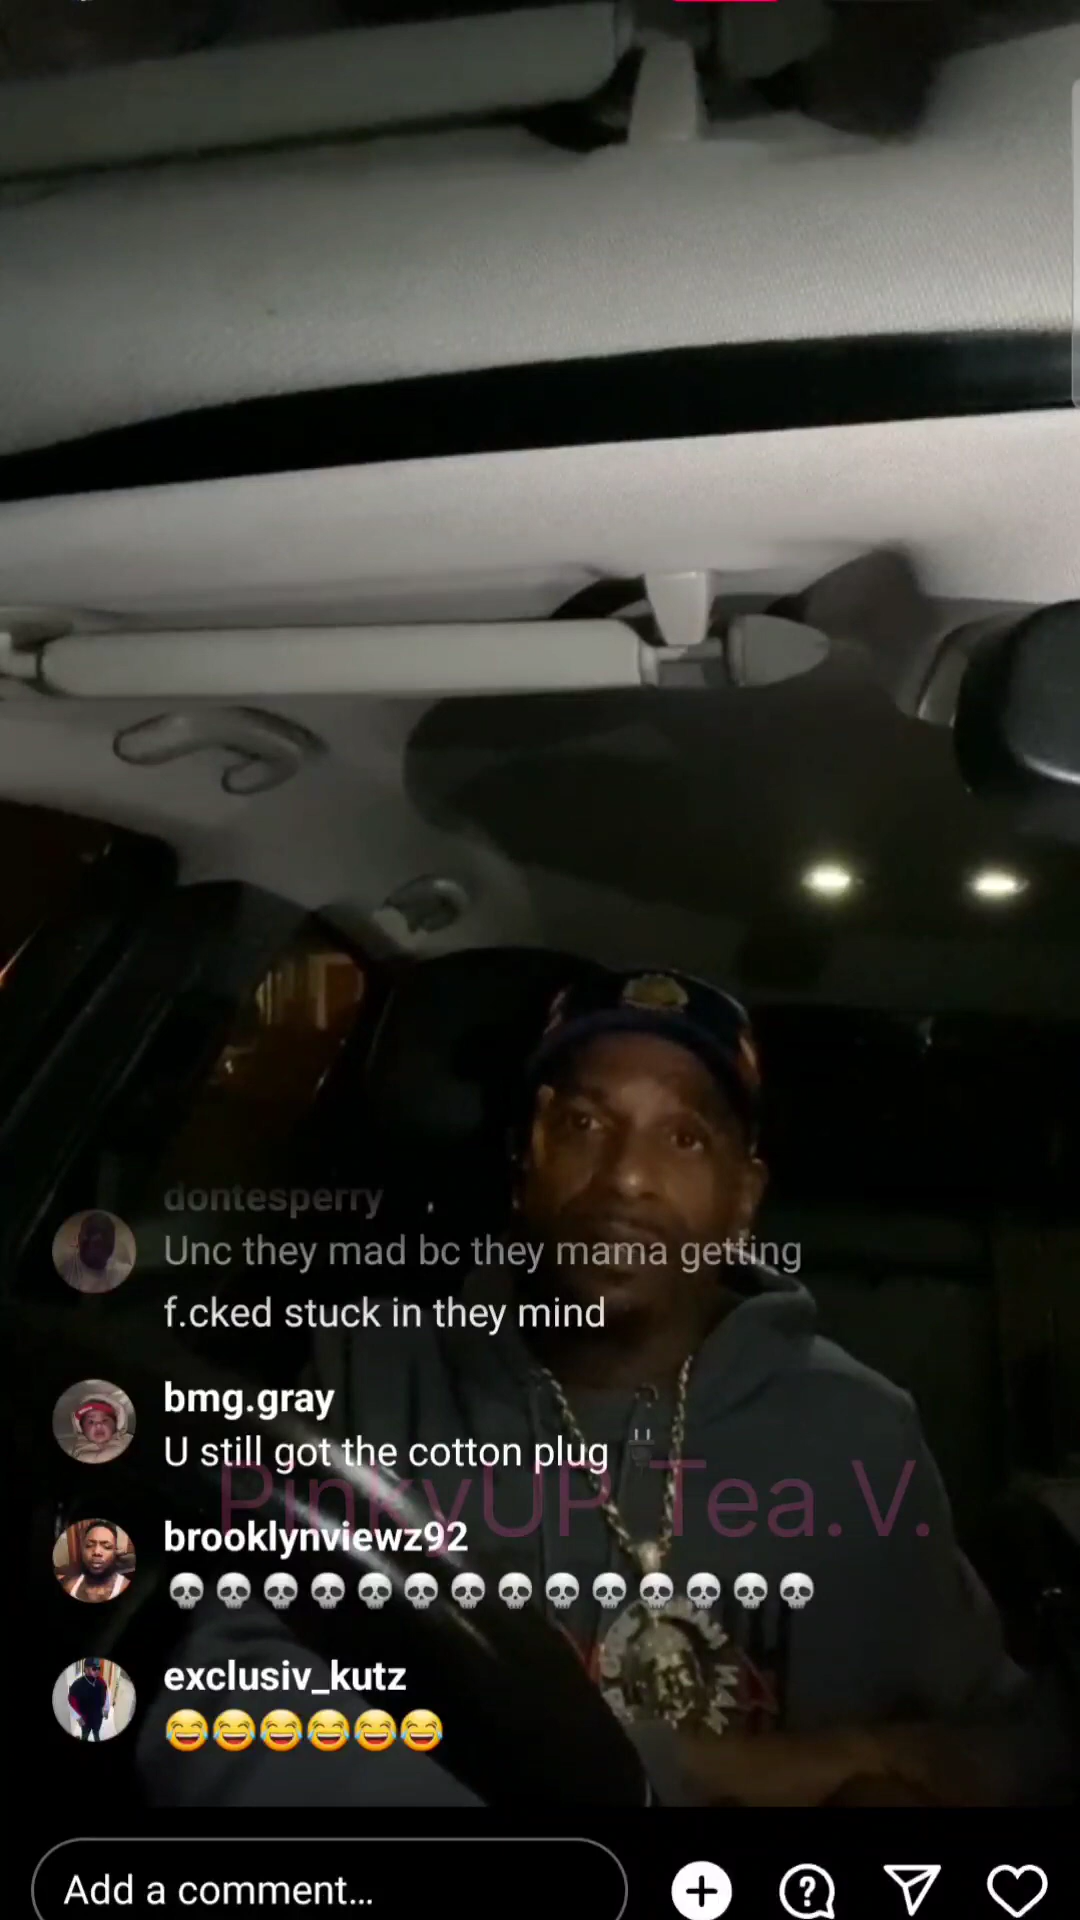 dontesperry
Unc they mad bc they mama getting
f.cked stuck in they mind
bmg.gray
U still got the cotton plug 🔌
PinkyUP Tea.V.
brooklynviewz92
💀💀💀💀💀💀💀💀💀💀💀💀💀💀
exclusiv_kutz
😂😂😂😂😂😂
Add a comment...